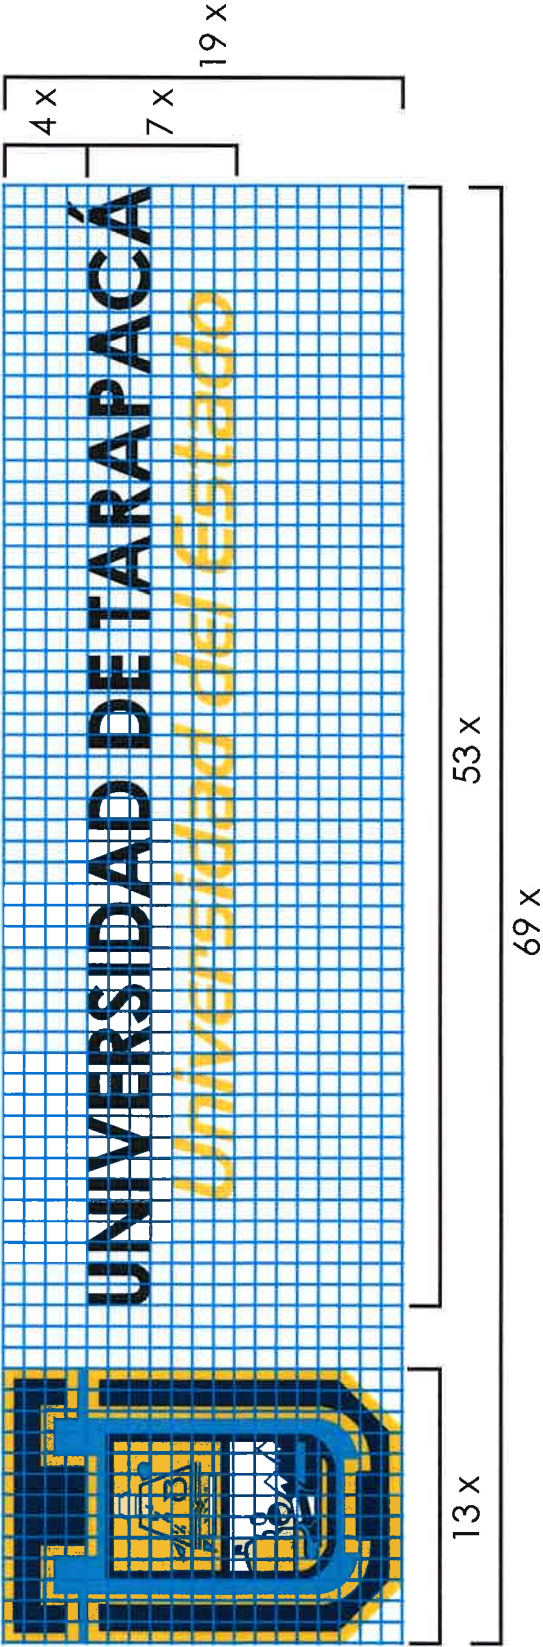 UNIVERSIDAD DE TARAPACÁ
Universidad del Estado
4 x
7 x
19 x
13 x
53 x
69 x